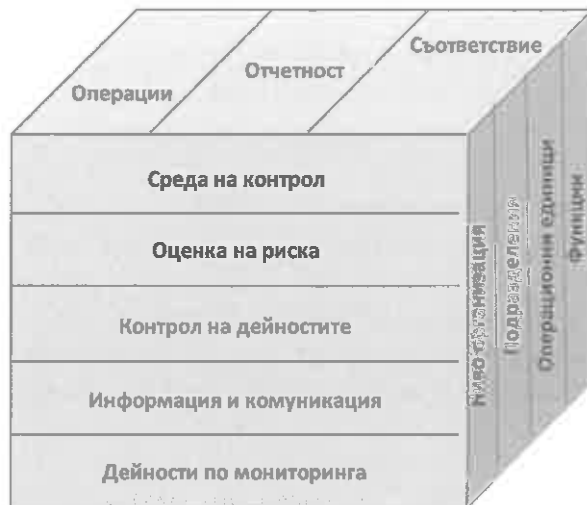 Операции
Отчетност
Съответствие
Среда на контрол
Оценка на риска
Контрол на дейностите
Информация и комуникация
Дейности по мониторинга
Ниво организация
Подразделения
Операционни единици
Функции